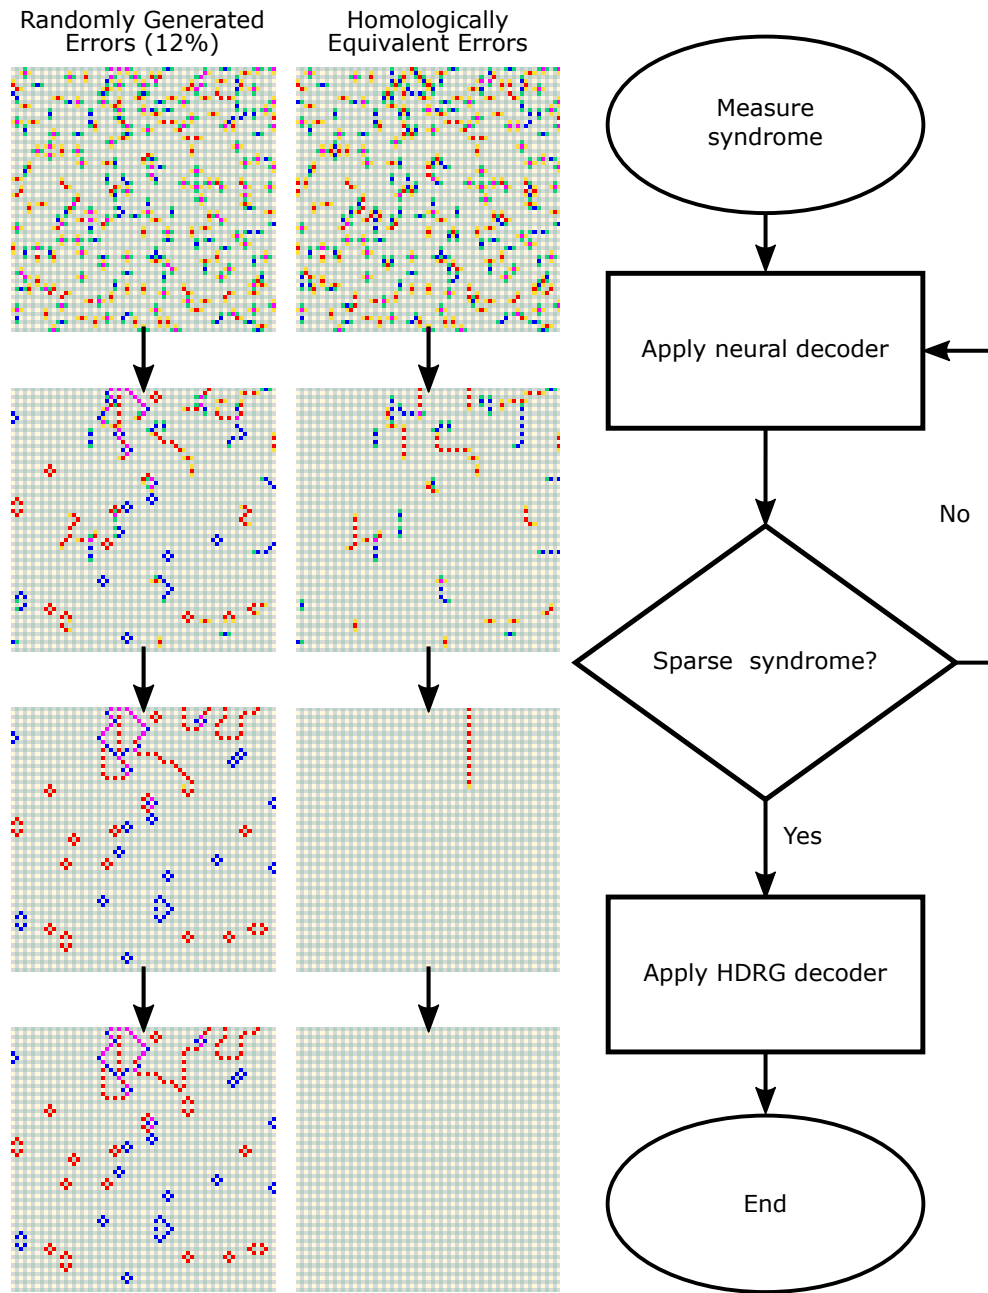 Randomly Generated
Errors (12%)
Homologically
Equivalent Errors
Measure
syndrome
Apply neural decoder
No
Sparse syndrome?
Yes
Apply HDRG decoder
End